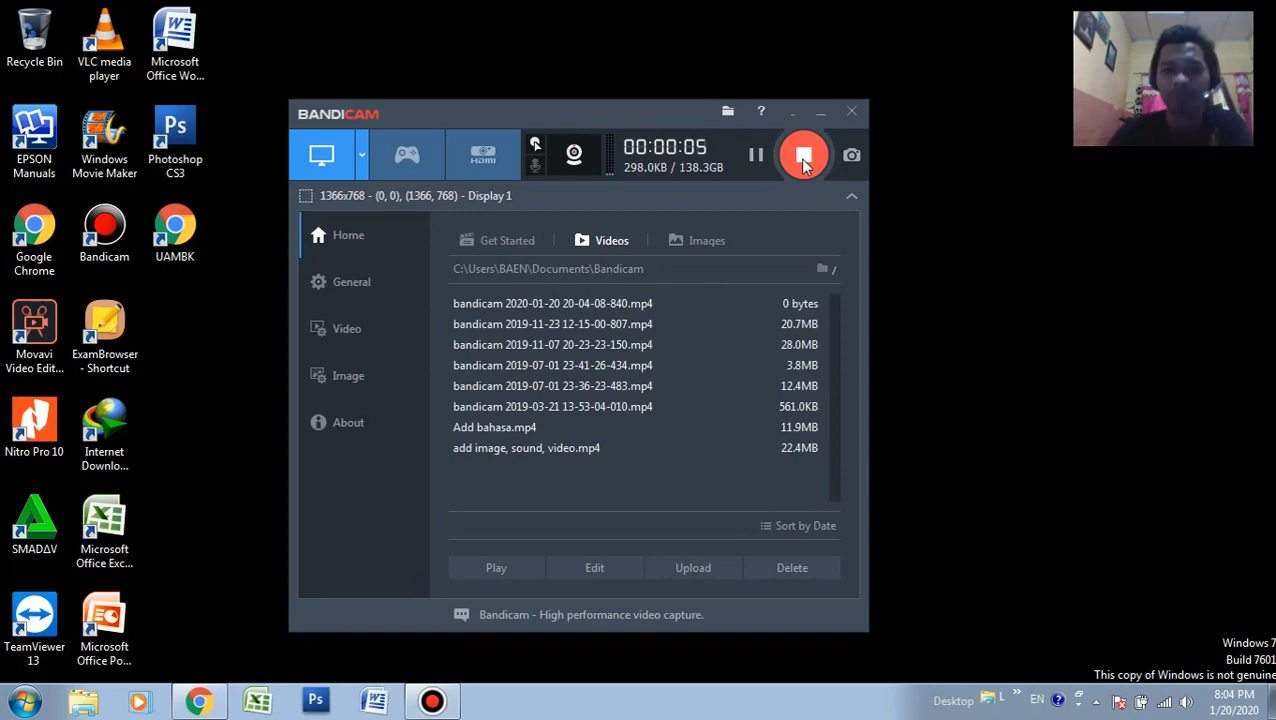 Recycle Bin
VLC media player
Microsoft Office Wo...
EPSON Manuals
Windows Movie Maker
Ps
Photoshop CS3
Google Chrome
Bandicam
UAMBK
Movavi Video Edit...
ExamBrowser - Shortcut
Nitro Pro 10
Internet Downlo...
SMADΔV
Microsoft Office Exc...
TeamViewer 13
Microsoft Office Po...
BANDICAM
?
HDMI
00:00:05
298.0KB / 138.3GB
1366x768 - (0, 0), (1366, 768) - Display 1
Home
General
Video
Image
About
Get Started
Videos
Images
C:\Users\BAEN\Documents\Bandicam
/
bandicam 2020-01-20 20-04-08-840.mp4 0 bytes
bandicam 2019-11-23 12-15-00-807.mp4 20.7MB
bandicam 2019-11-07 20-23-23-150.mp4 28.0MB
bandicam 2019-07-01 23-41-26-434.mp4 3.8MB
bandicam 2019-07-01 23-36-23-483.mp4 12.4MB
bandicam 2019-03-21 13-53-04-010.mp4 561.0KB
Add bahasa.mp4 11.9MB
add image, sound, video.mp4 22.4MB
Sort by Date
Play Edit Upload Delete
Bandicam - High performance video capture.
Windows 7
Build 7601
This copy of Windows is not genuine
Ps
Desktop
L
»
EN
8:04 PM
1/20/2020